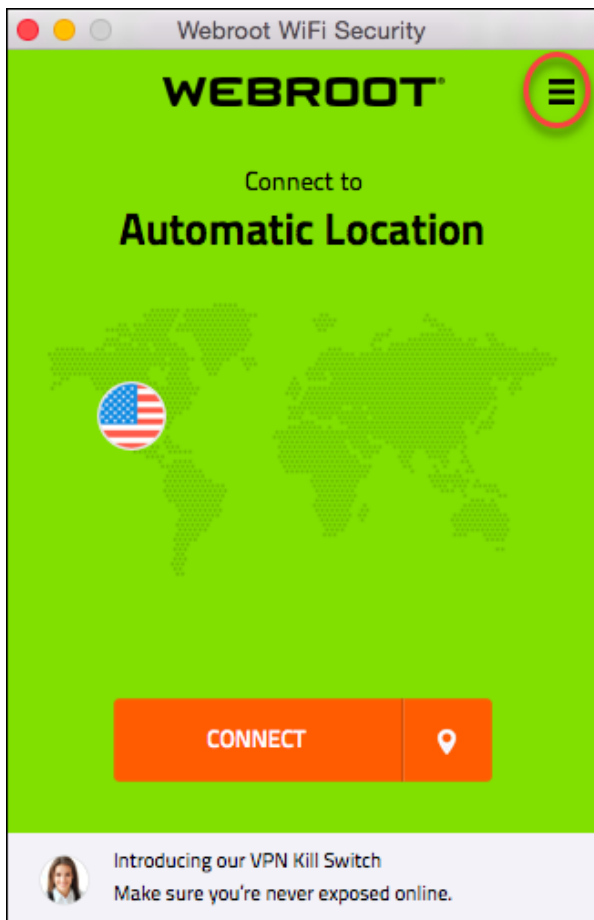 Webroot WiFi Security
WEBROOT®
Connect to
Automatic Location
CONNECT
Introducing our VPN Kill Switch
Make sure you're never exposed online.